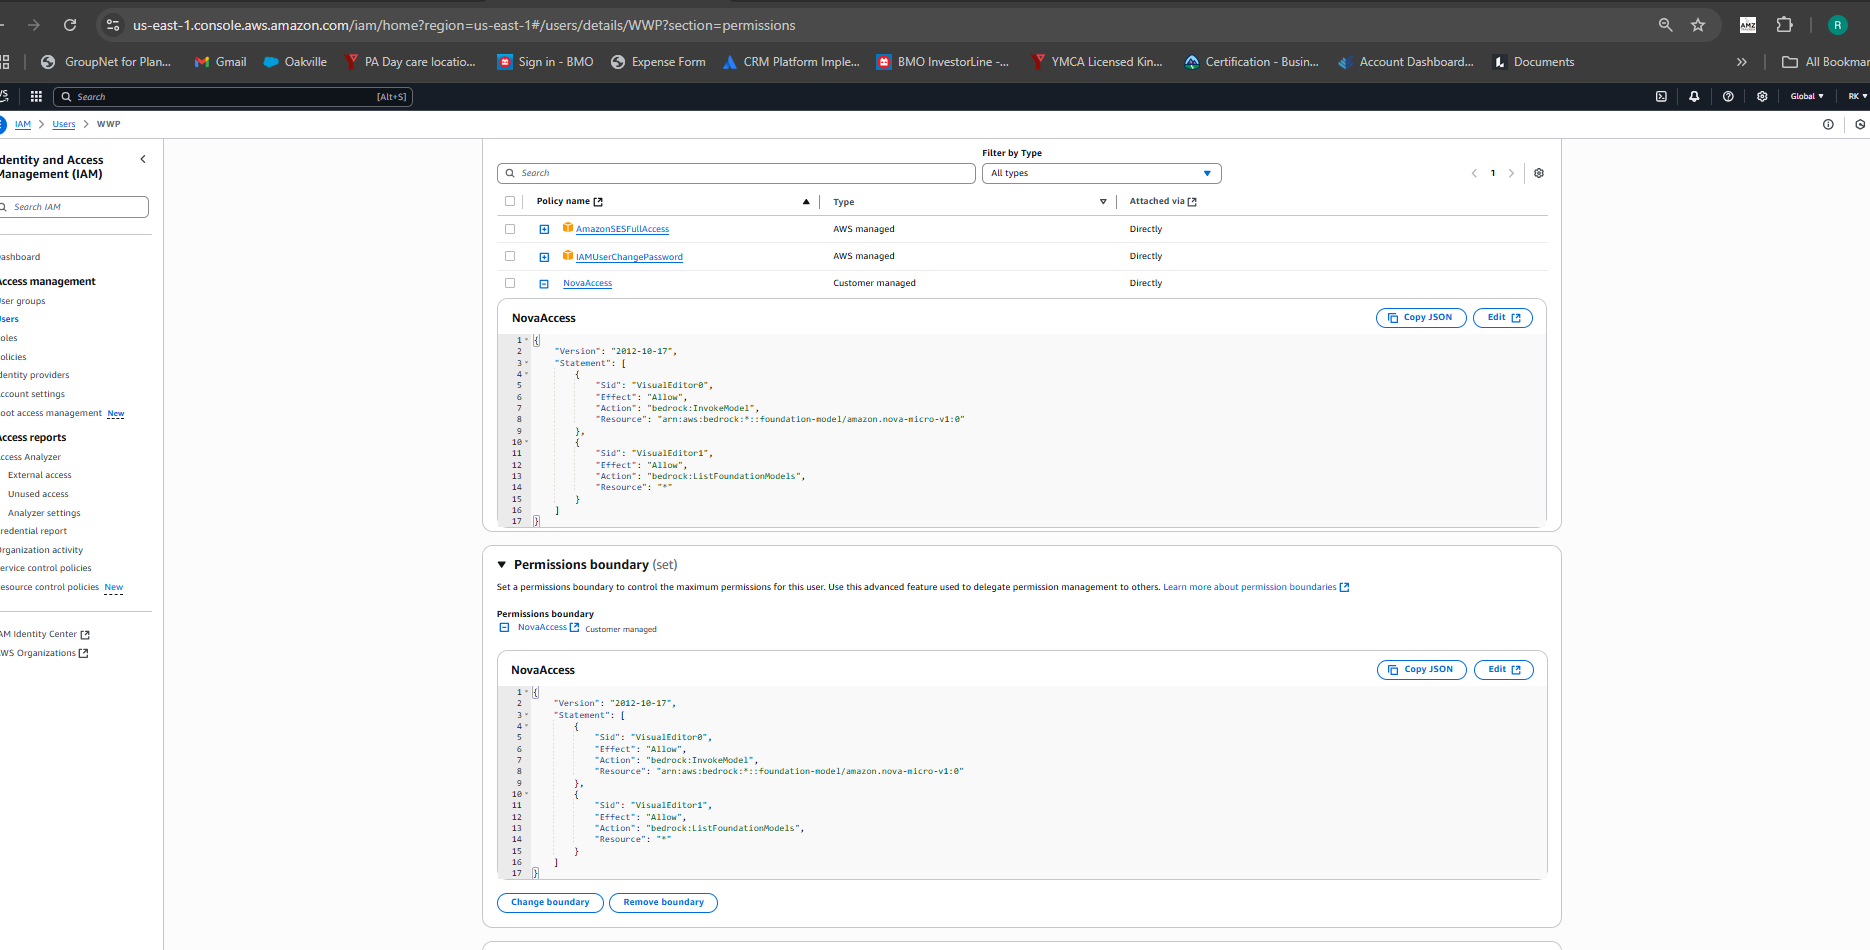 us-east-1.console.aws.amazon.com/iam/home?region=us-east-1#/users/details/WWP?section=permissions
AMZ
R
GroupNet for Plan...
Gmail
Oakville
PA Day care locatio...
Sign in - BMO
Expense Form
CRM Platform Imple...
BMO InvestorLine -...
YMCA Licensed Kin...
Certification - Busin...
Account Dashboard...
Documents
All Bookmar
Search
[Alt+S]
Global
RK
IAM
Users
WWP
dentity and Access
Management (IAM)
Search IAM
ashboard
Access management
ser groups
sers
oles
olicies
dentity providers
ccount settings
oot access management New
Access reports
ccess Analyzer
External access
Unused access
Analyzer settings
redential report
rganization activity
ervice control policies
esource control policies New
AM Identity Center
WS Organizations
Filter by Type
Search
All types
1
Policy name
Type
Attached via
AmazonSESFullAccess
AWS managed
Directly
IAMUserChangePassword
AWS managed
Directly
NovaAccess
Customer managed
Directly
NovaAccess
Copy JSON
Edit
1 {
2 "Version": "2012-10-17",
3 "Statement": [
4 {
5 "Sid": "VisualEditor0",
6 "Effect": "Allow",
7 "Action": "bedrock:InvokeModel",
8 "Resource": "arn:aws:bedrock:*::foundation-model/amazon.nova-micro-v1:0"
9 },
10 {
11 "Sid": "VisualEditor1",
12 "Effect": "Allow",
13 "Action": "bedrock:ListFoundationModels",
14 "Resource": "*"
15 }
16 ]
17 }
Permissions boundary (set)
Set a permissions boundary to control the maximum permissions for this user. Use this advanced feature used to delegate permission management to others. Learn more about permission boundaries
Permissions boundary
NovaAccess Customer managed
NovaAccess
Copy JSON
Edit
1 {
2 "Version": "2012-10-17",
3 "Statement": [
4 {
5 "Sid": "VisualEditor0",
6 "Effect": "Allow",
7 "Action": "bedrock:InvokeModel",
8 "Resource": "arn:aws:bedrock:*::foundation-model/amazon.nova-micro-v1:0"
9 },
10 {
11 "Sid": "VisualEditor1",
12 "Effect": "Allow",
13 "Action": "bedrock:ListFoundationModels",
14 "Resource": "*"
15 }
16 ]
17 }
Change boundary
Remove boundary